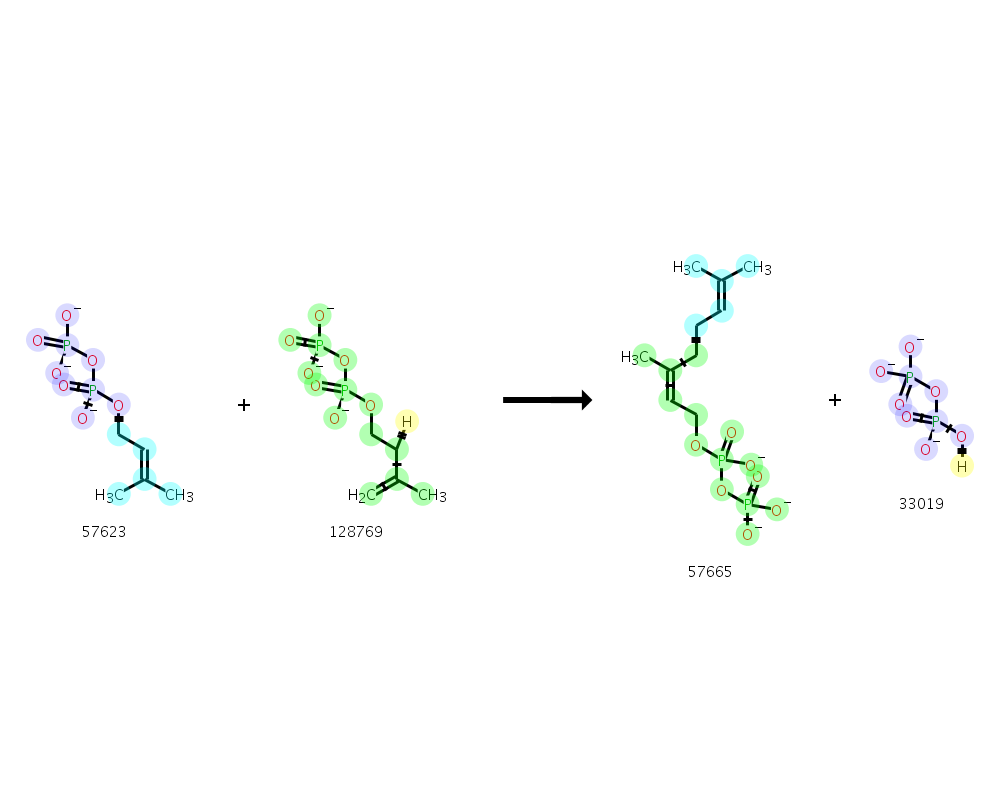 H₃C CH₃
O⁻ O⁻ O⁻ H₃C O⁻
O P O P O P O P
O⁻ O O⁻ O O O⁻ O
O P O O P O H O P O
O⁻ O⁻ O P O⁻ O⁻ H
H₃C CH₃ H₂C CH₃ O O
P O⁻
O⁻
57623 + 128769 57665 + 33019